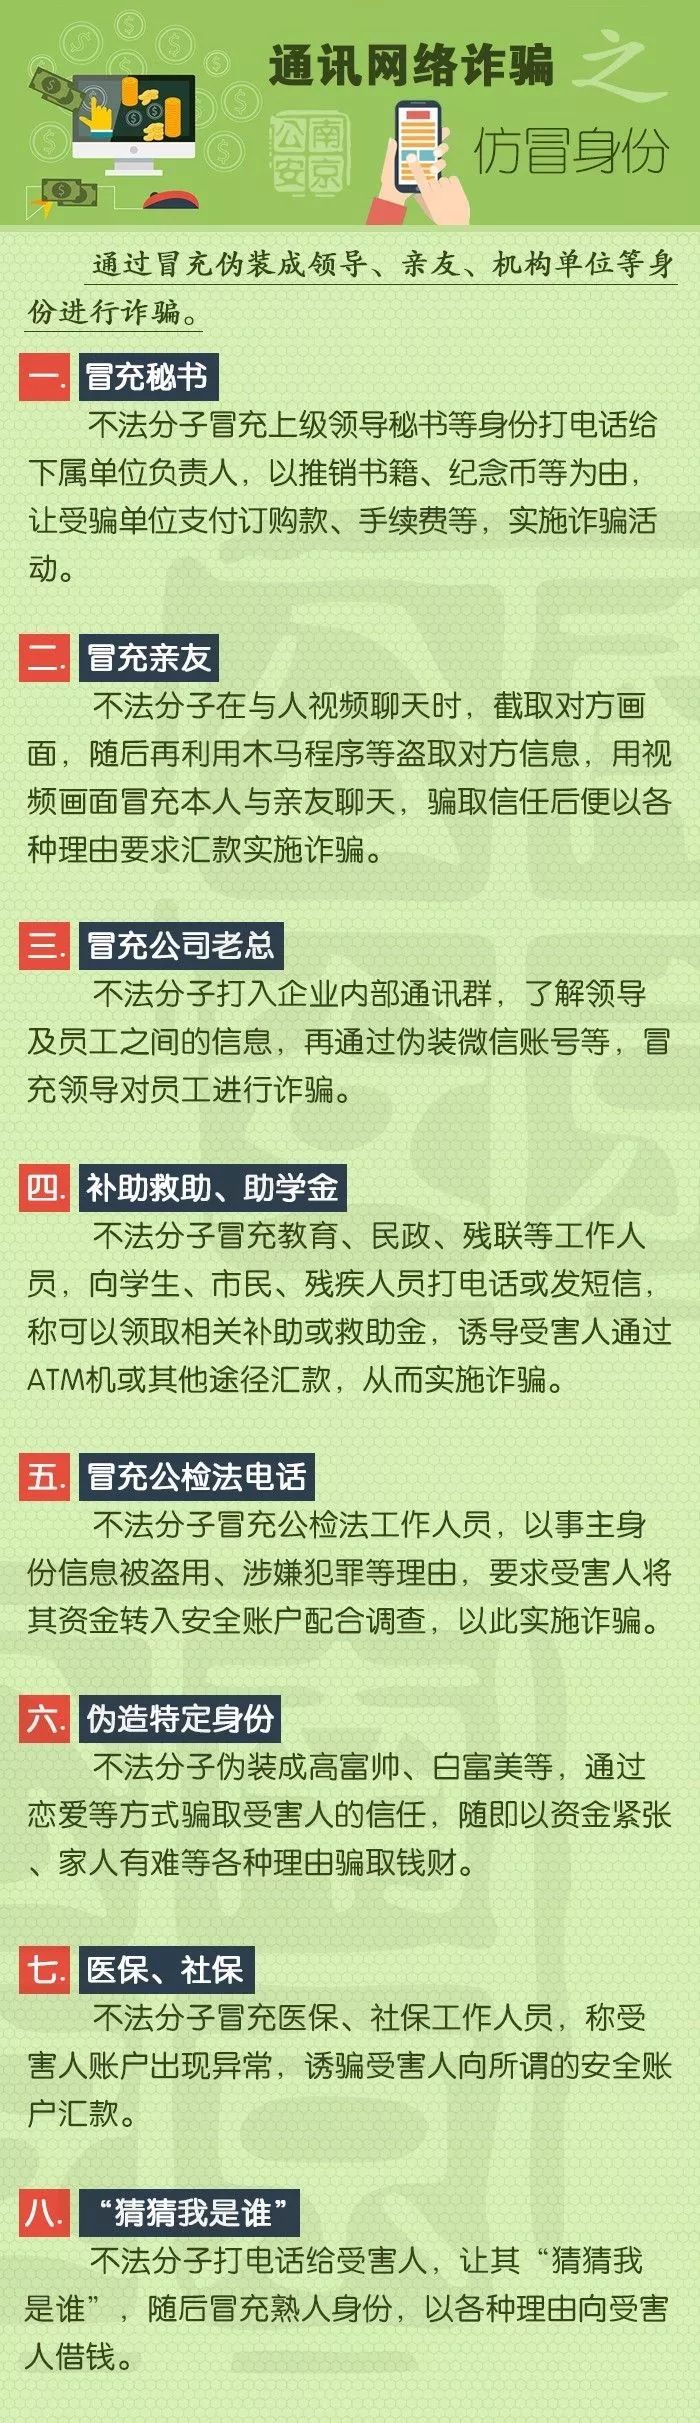 通讯网络诈骗之
南京公安
仿冒身份
通过冒充伪装成领导、亲友、机构单位等身
份进行诈骗。
一. 冒充秘书
不法分子冒充上级领导秘书等身份打电话给
下属单位负责人，以推销书籍、纪念币等为由，
让受骗单位支付订购款、手续费等，实施诈骗活
动。
二. 冒充亲友
不法分子在与人视频聊天时，截取对方画
面，随后再利用木马程序等盗取对方信息，用视
频画面冒充本人与亲友聊天，骗取信任后便以各
种理由要求汇款实施诈骗。
三. 冒充公司老总
不法分子打入企业内部通讯群，了解领导
及员工之间的信息，再通过伪装微信账号等，冒
充领导对员工进行诈骗。
四. 补助救助、助学金
不法分子冒充教育、民政、残联等工作人
员，向学生、市民、残疾人员打电话或发短信，
称可以领取相关补助或救助金，诱导受害人通过
ATM机或其他途径汇款，从而实施诈骗。
五. 冒充公检法电话
不法分子冒充公检法工作人员，以事主身
份信息被盗用、涉嫌犯罪等理由，要求受害人将
其资金转入安全账户配合调查，以此实施诈骗。
六. 伪造特定身份
不法分子伪装成高富帅、白富美等，通过
恋爱等方式骗取受害人的信任，随即以资金紧张
、家人有难等各种理由骗取钱财。
七. 医保、社保
不法分子冒充医保、社保工作人员，称受
害人账户出现异常，诱骗受害人向所谓的安全账
户汇款。
八. “猜猜我是谁”
不法分子打电话给受害人，让其“猜猜我
是谁”，随后冒充熟人身份，以各种理由向受害
人借钱。